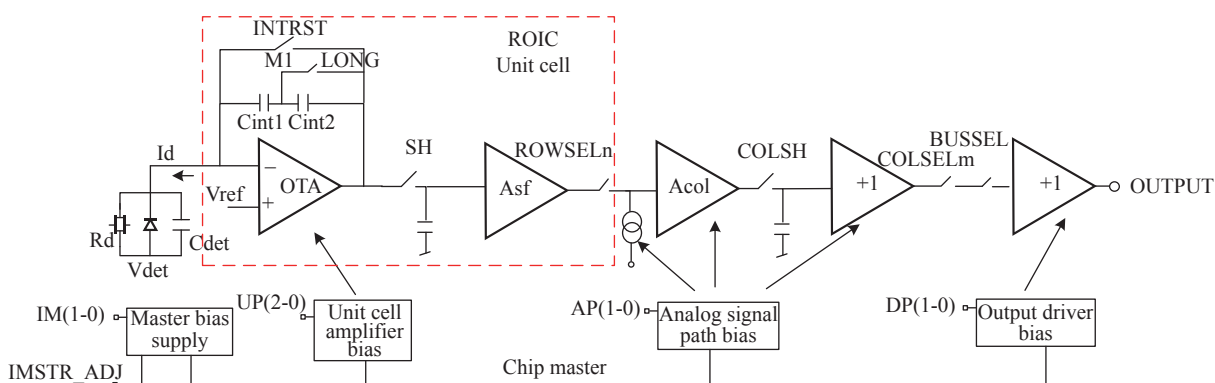 INTRST
M1
LONG
Cint1
Cint2
ROIC
Unit cell
Id
Vref
−
+
OTA
SH
Asf
ROWSELn
Acol
COLSH
+1
COLSELm
BUSSEL
+1
OUTPUT
Rd
Cdet
Vdet
IM(1-0)
Master bias
supply
UP(2-0)
Unit cell
amplifier
bias
AP(1-0)
Analog signal
path bias
DP(1-0)
Output driver
bias
IMSTR_ADJ
Chip master